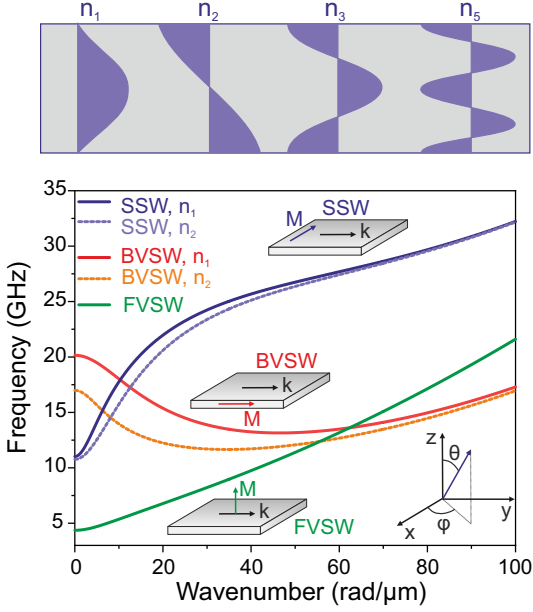 n₁ n₂ n₃ n₅
35
30
25
20
15
10
5
Frequency (GHz)
SSW, n₁
SSW, n₂
BVSW, n₁
BVSW, n₂
FVSW
M SSW
k
BVSW
k
M
M
k
FVSW
z
θ
y
x
φ
0 20 40 60 80 100
Wavenumber (rad/μm)